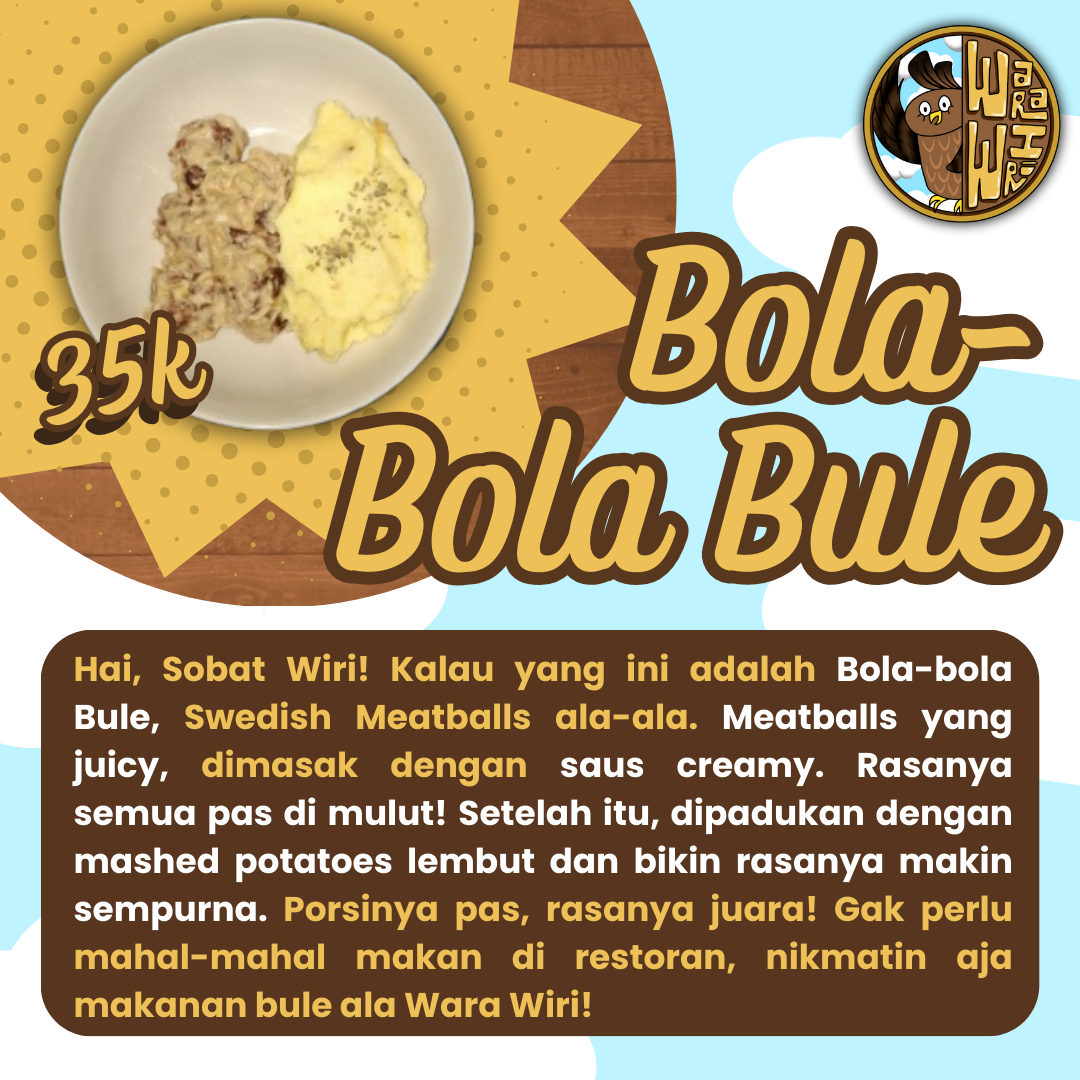 Wara
Wiri
35k
Bola-
Bola Bule
Hai, Sobat Wiri! Kalau yang ini adalah Bola-bola
Bule, Swedish Meatballs ala-ala. Meatballs yang
juicy, dimasak dengan saus creamy. Rasanya
semua pas di mulut! Setelah itu, dipadukan dengan
mashed potatoes lembut dan bikin rasanya makin
sempurna. Porsinya pas, rasanya juara! Gak perlu
mahal-mahal makan di restoran, nikmatin aja
makanan bule ala Wara Wiri!